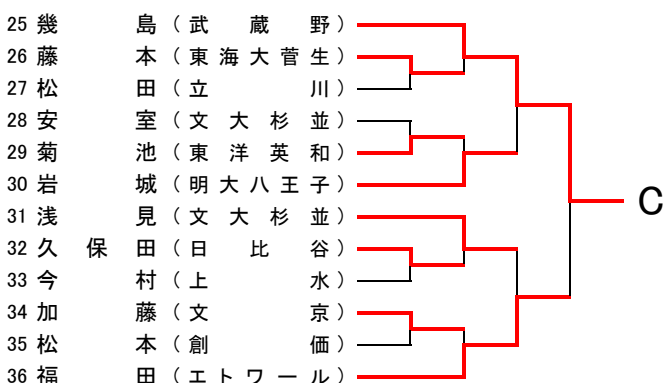 25 幾島 (武蔵野)
26 藤本 (東海大菅生)
27 松田 (立川)
28 安室 (文大杉並)
29 菊池 (東洋英和)
30 岩城 (明大八王子)
31 浅見 (文大杉並)
32 久保田 (日比谷)
33 今村 (上水)
34 加藤 (文京)
35 松本 (創価)
36 福田 (エトワール)
C